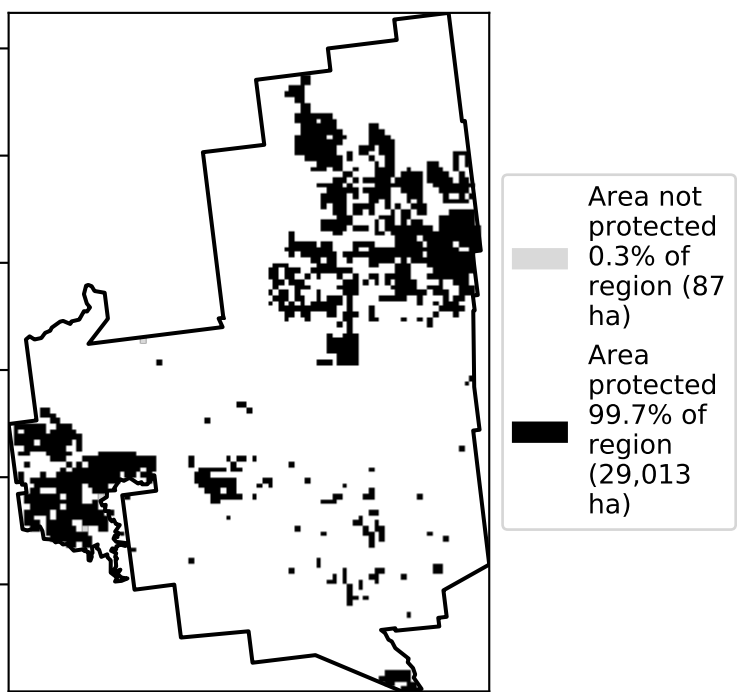 Area not
protected
0.3% of
region (87
ha)
Area
protected
99.7% of
region
(29,013
ha)